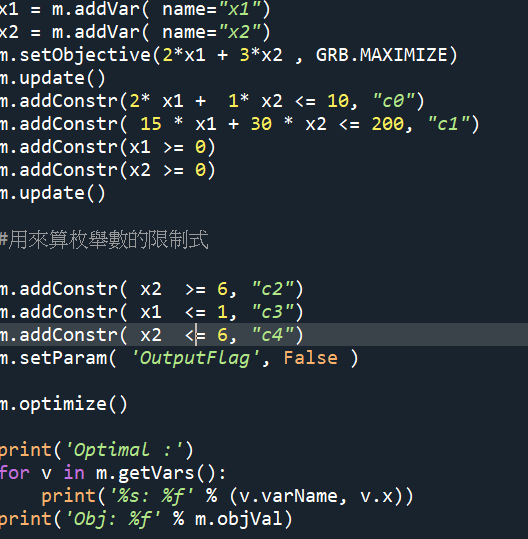 x1 = m.addVar( name="x1")
x2 = m.addVar( name="x2")
m.setObjective(2*x1 + 3*x2 , GRB.MAXIMIZE)
m.update()
m.addConstr(2* x1 +  1* x2 <= 10, "c0")
m.addConstr( 15 * x1 + 30 * x2 <= 200, "c1")
m.addConstr(x1 >= 0)
m.addConstr(x2 >= 0)
m.update()
#用來算枚舉數的限制式
m.addConstr( x2  >= 6, "c2")
m.addConstr( x1  <= 1, "c3")
m.addConstr( x2  <= 6, "c4")
m.setParam( 'OutputFlag', False )
m.optimize()
print('Optimal :')
for v in m.getVars():
    print('%s: %f' % (v.varName, v.x))
print('Obj: %f' % m.objVal)